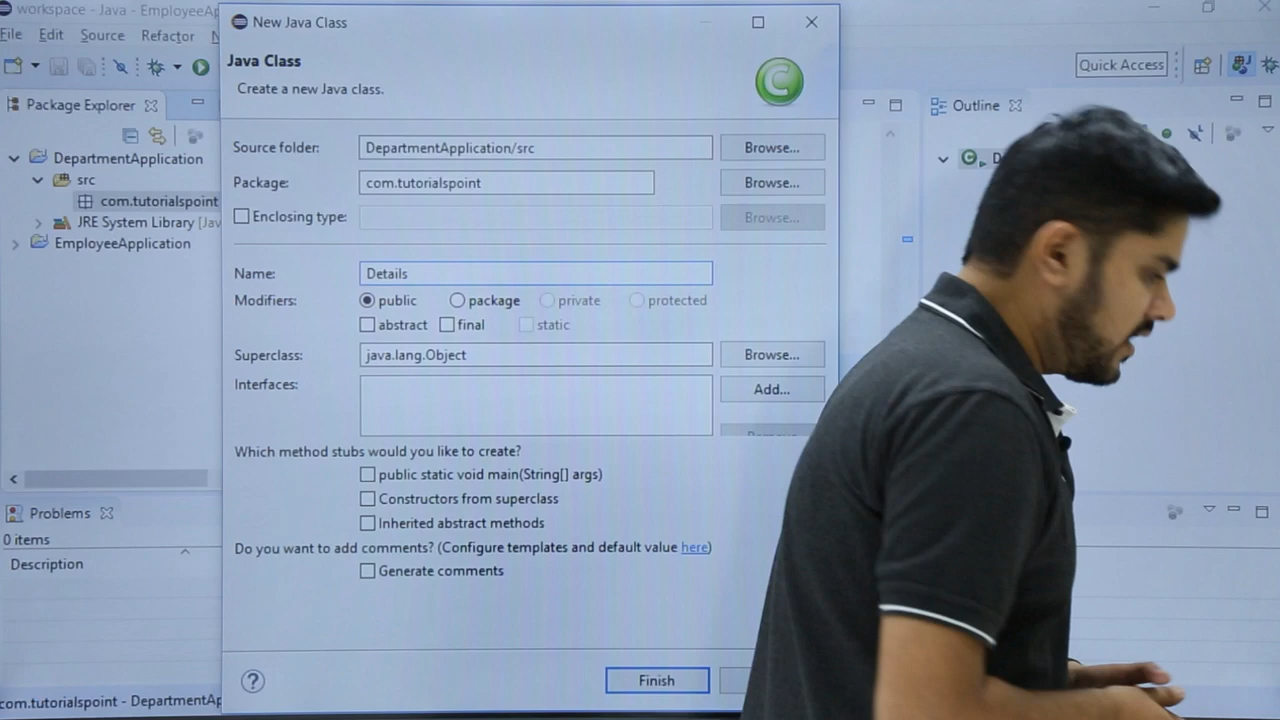 workspace - Java - EmployeeAp
File Edit Source Refactor N
Quick Access
Package Explorer
DepartmentApplication
src
com.tutorialspoint
JRE System Library [Jav
EmployeeApplication
Problems
0 items
Description
com.tutorialspoint - DepartmentAp
New Java Class
Java Class
Create a new Java class.
C
Source folder: DepartmentApplication/src Browse...
Package: com.tutorialspoint Browse...
Enclosing type: Browse...
Name: Details
Modifiers: public package private protected
abstract final static
Superclass: java.lang.Object Browse...
Interfaces: Add...
Which method stubs would you like to create?
public static void main(String[] args)
Constructors from superclass
Inherited abstract methods
Do you want to add comments? (Configure templates and default value here)
Generate comments
? Finish
Outline
C D